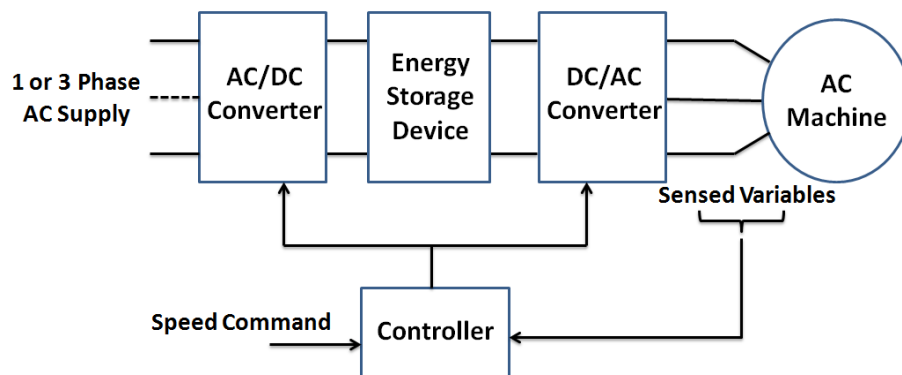 1 or 3 Phase
AC Supply
AC/DC
Converter
Energy
Storage
Device
DC/AC
Converter
AC
Machine
Sensed Variables
Speed Command
Controller